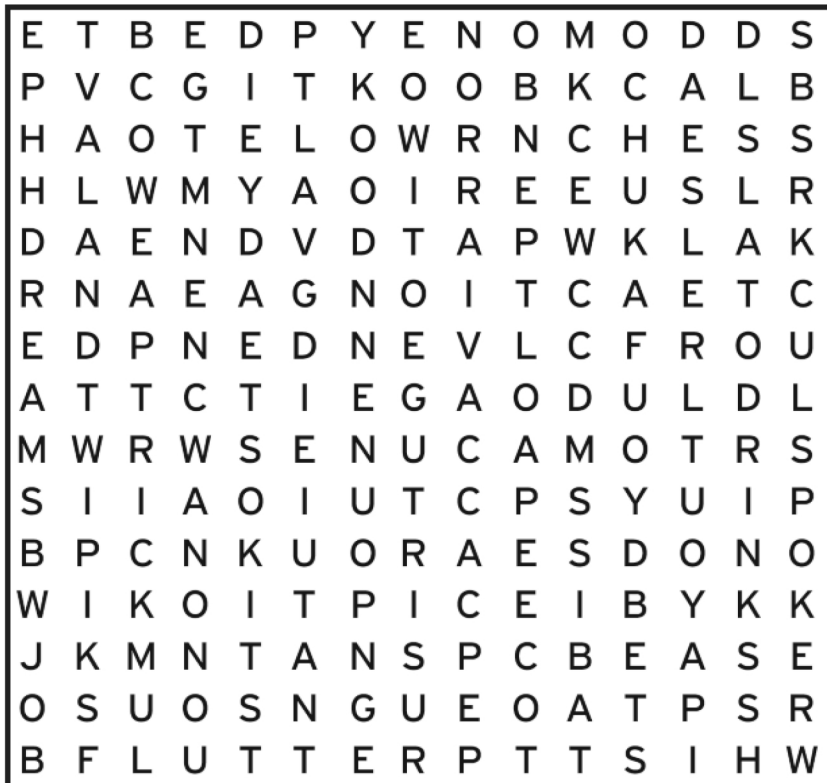 E T B E D P Y E N O M O D D S
P V C G I T K O O B K C A L B
H A O T E L O W R N C H E S S
H L W M Y A O I R E E U S L R
D A E N D V D T A P W K L A K
R N A E A G N O I T C A E T C
E D P N E D N E V L C F R O U
A T T C T I E G A O D U L D L
M W R W S E N U C A M O T R S
S I I A O I U T C P S Y U I P
B P C N K U O R A E S D O N O
W I K O I T P I C E I B Y K K
J K M N T A N S P C B E A S E
O S U O S N G U E O A T P S R
B F L U T T E R P T T S I H W